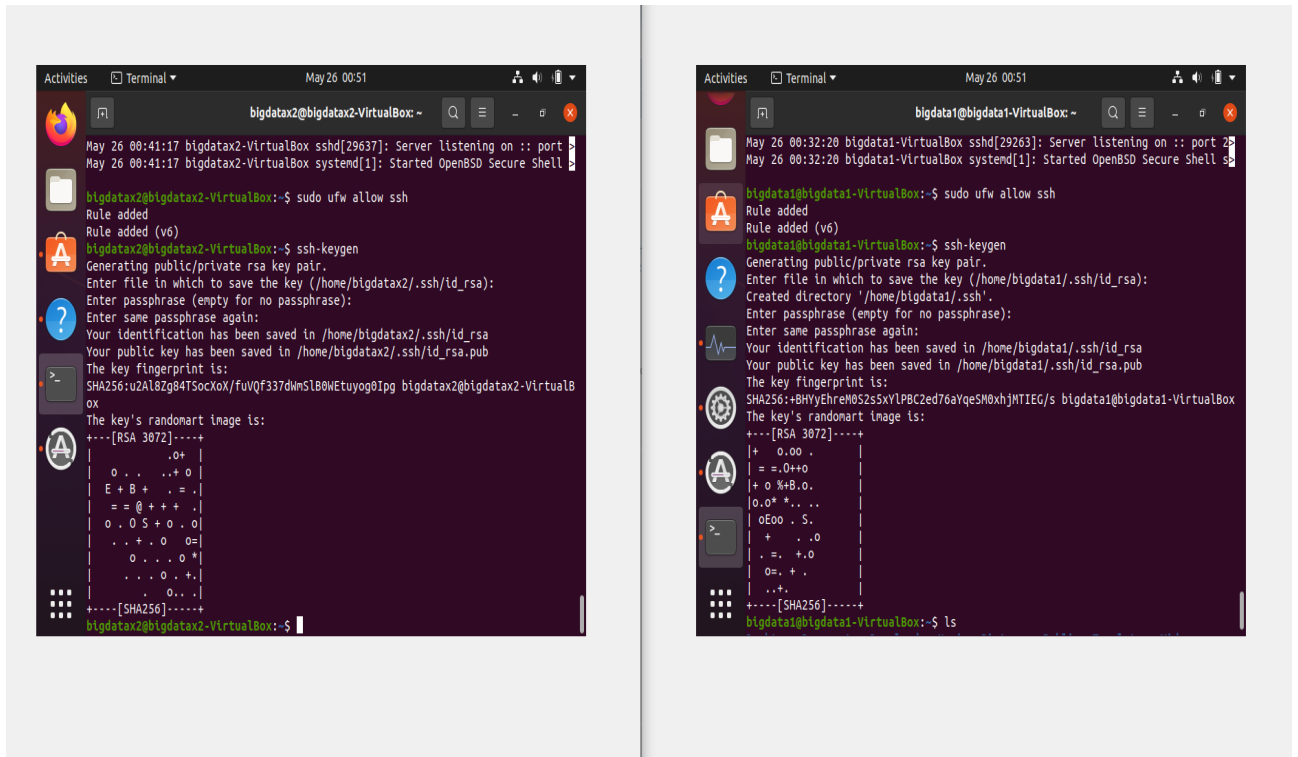 Activities Terminal May 26 00:51
bigdatax2@bigdatax2-VirtualBox: ~
May 26 00:41:17 bigdatax2-VirtualBox sshd[29637]: Server listening on :: port >
May 26 00:41:17 bigdatax2-VirtualBox systemd[1]: Started OpenBSD Secure Shell >
bigdatax2@bigdatax2-VirtualBox:~$ sudo ufw allow ssh
Rule added
Rule added (v6)
bigdatax2@bigdatax2-VirtualBox:~$ ssh-keygen
Generating public/private rsa key pair.
Enter file in which to save the key (/home/bigdatax2/.ssh/id_rsa):
Enter passphrase (empty for no passphrase):
Enter same passphrase again:
Your identification has been saved in /home/bigdatax2/.ssh/id_rsa
Your public key has been saved in /home/bigdatax2/.ssh/id_rsa.pub
The key fingerprint is:
SHA256:u2Al8Zg84TSocXoX/fuVQf337dWmSlB0WEtuyog0Ipg bigdatax2@bigdatax2-VirtualB
ox
The key's randomart image is:
+---[RSA 3072]----+
|          .o+  |
|   o . .   ..+ o |
|  E + B +   . = .|
|   = = @ + + +  .|
|  o . O S + o . o|
|   . . + . o   o=|
|      o . . . o *|
|     . . . o . +.|
|        .   o.. .|
+----[SHA256]-----+
bigdatax2@bigdatax2-VirtualBox:~$
Activities Terminal May 26 00:51
bigdata1@bigdata1-VirtualBox: ~
May 26 00:32:20 bigdata1-VirtualBox sshd[29263]: Server listening on :: port 2>
May 26 00:32:20 bigdata1-VirtualBox systemd[1]: Started OpenBSD Secure Shell s>
bigdata1@bigdata1-VirtualBox:~$ sudo ufw allow ssh
Rule added
Rule added (v6)
bigdata1@bigdata1-VirtualBox:~$ ssh-keygen
Generating public/private rsa key pair.
Enter file in which to save the key (/home/bigdata1/.ssh/id_rsa):
Created directory '/home/bigdata1/.ssh'.
Enter passphrase (empty for no passphrase):
Enter same passphrase again:
Your identification has been saved in /home/bigdata1/.ssh/id_rsa
Your public key has been saved in /home/bigdata1/.ssh/id_rsa.pub
The key fingerprint is:
SHA256:+BHYyEhreM0S2s5xYlPBC2ed76aYqeSM0xhjMTIEG/s bigdata1@bigdata1-VirtualBox
The key's randomart image is:
+---[RSA 3072]----+
|+   o.oo .       |
| = =.O++o        |
|+ o %+B.o.       |
|o.o* *.. ..      |
| oEoo . S.       |
|  +    . .o      |
| . =.  +.o       |
|  o=. + .        |
|  ..+.           |
+----[SHA256]-----+
bigdata1@bigdata1-VirtualBox:~$ ls